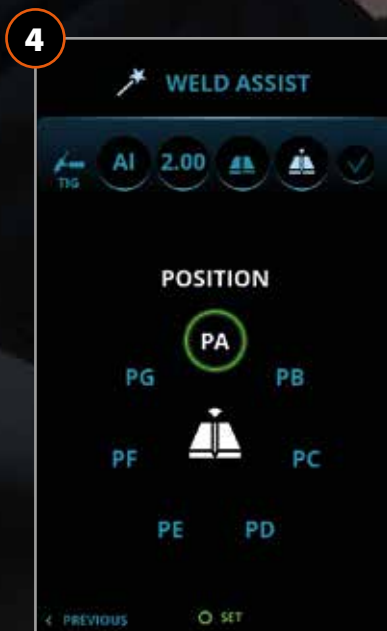 4
WELD ASSIST
TIG Al 2.00
POSITION
PA
PG PB
PF PC
PE PD
< PREVIOUS SET